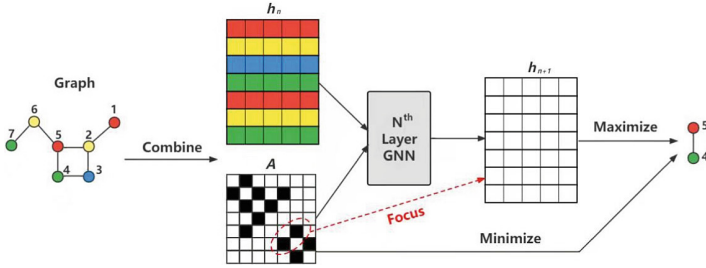 h_n
Graph
6
1
7
5
2
4
3
Combine
A
N^th
Layer
GNN
h_{n+1}
Focus
Maximize
Minimize
5
4